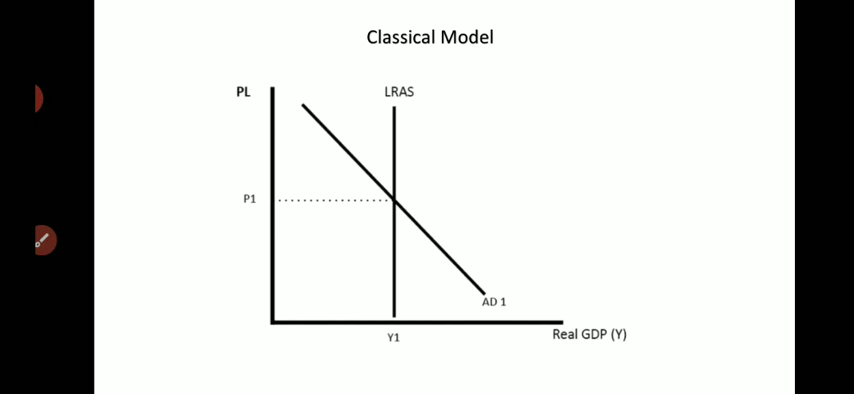 Classical Model
PL
LRAS
P1
AD 1
Y1
Real GDP (Y)